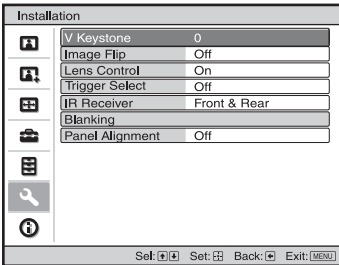 Installation
V Keystone 0
Image Flip Off
Lens Control On
Trigger Select Off
IR Receiver Front & Rear
Blanking
Panel Alignment Off
Sel: Set: Back: Exit: MENU